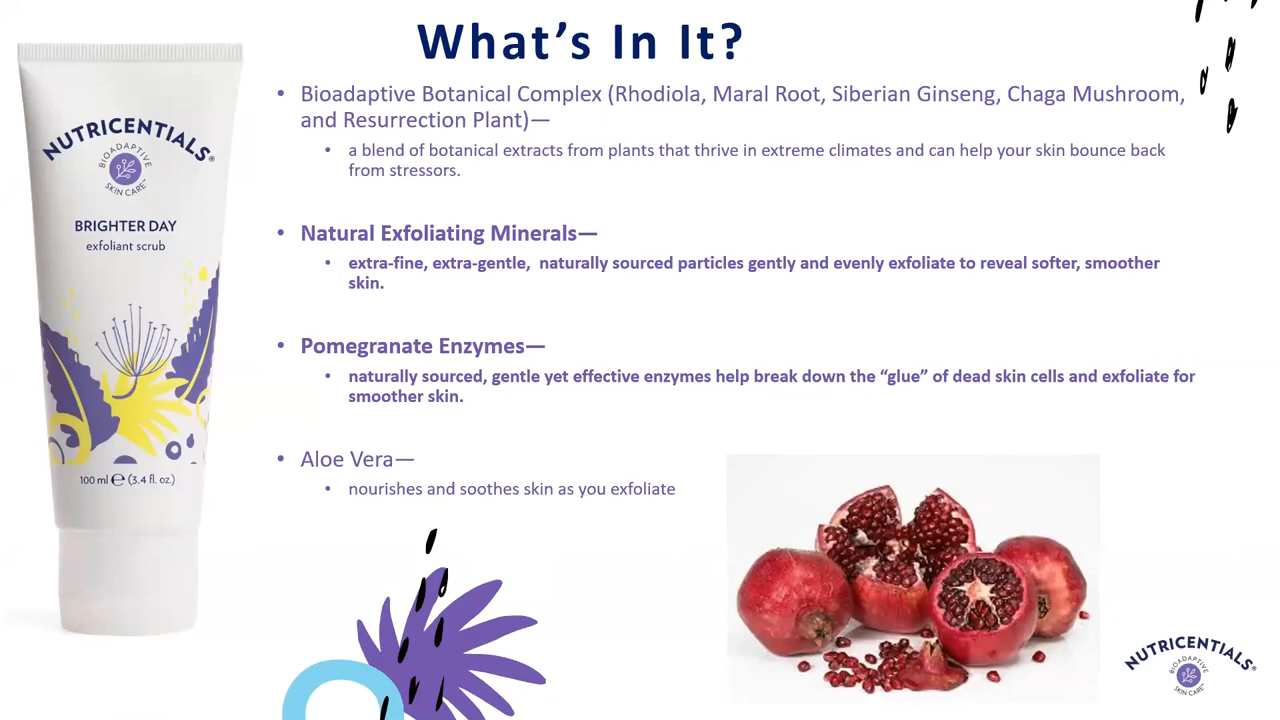 What's In It?
• Bioadaptive Botanical Complex (Rhodiola, Maral Root, Siberian Ginseng, Chaga Mushroom,
and Resurrection Plant)—
• a blend of botanical extracts from plants that thrive in extreme climates and can help your skin bounce back
from stressors.
• Natural Exfoliating Minerals—
• extra-fine, extra-gentle,  naturally sourced particles gently and evenly exfoliate to reveal softer, smoother
skin.
• Pomegranate Enzymes—
• naturally sourced, gentle yet effective enzymes help break down the “glue” of dead skin cells and exfoliate for
smoother skin.
• Aloe Vera—
• nourishes and soothes skin as you exfoliate
NUTRICENTIALS®
BIOADAPTIVE
SKIN CARE™
BRIGHTER DAY
exfoliant scrub
100 ml ℮ (3.4 fl. oz.)
NUTRICENTIALS®
BIOADAPTIVE
SKIN CARE™